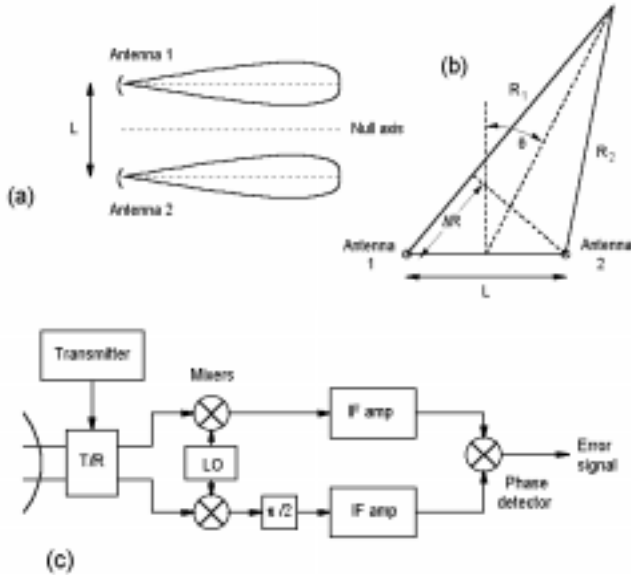 Antenna 1
L
Null axis
Antenna 2
(a)
(b)
R1
θ
R2
ΔR
Antenna
1
Antenna
2
L
Transmitter
Mixers
T/R
LO
IF amp
π/2
IF amp
Phase
detector
Error
signal
(c)